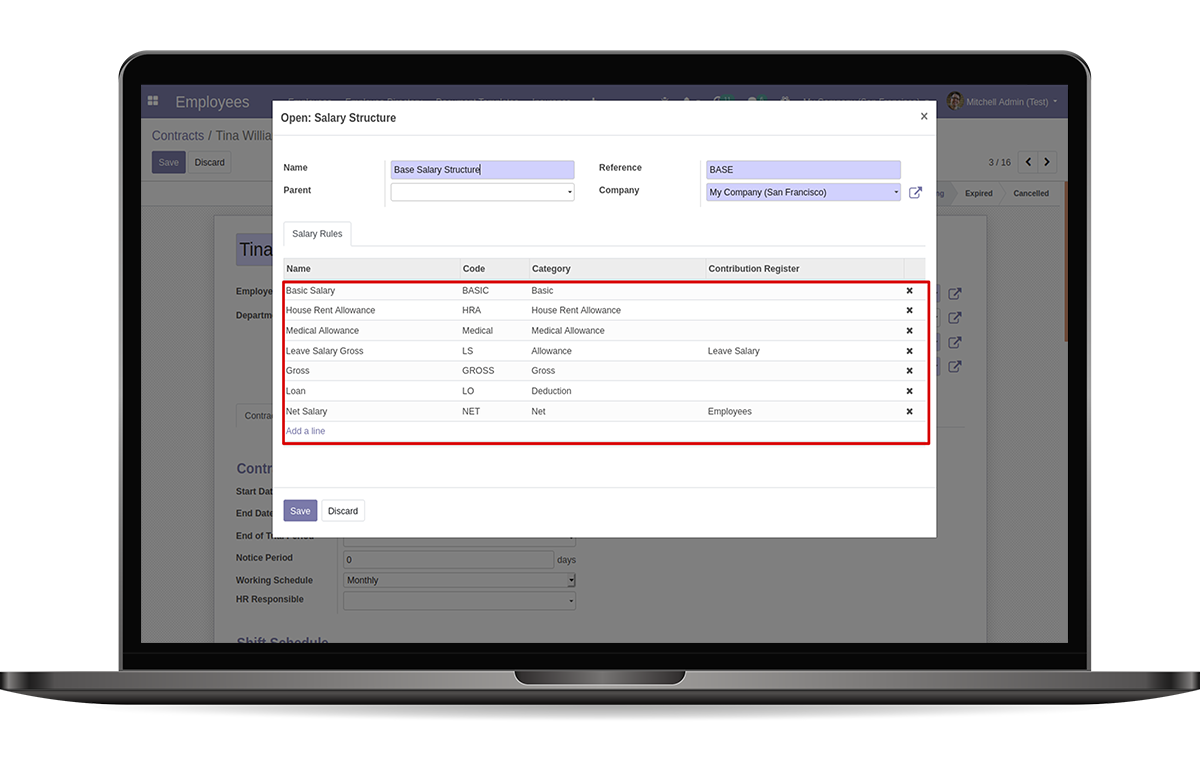 Employees
Mitchell Admin (Test)
Contracts / Tina Willia
Save Discard
3 / 16
Expired Cancelled
Open: Salary Structure
Name Base Salary Structure Reference BASE
Parent Company My Company (San Francisco)
Salary Rules
Name Code Category Contribution Register
Basic Salary BASIC Basic
House Rent Allowance HRA House Rent Allowance
Medical Allowance Medical Medical Allowance
Leave Salary Gross LS Allowance Leave Salary
Gross GROSS Gross
Loan LO Deduction
Net Salary NET Net Employees
Add a line
Save Discard
Tina
Employe
Departm
Contra
Contr
Start Dat
End Date
End of Trial Period
Notice Period 0 days
Working Schedule Monthly
HR Responsible
Shift Schedule